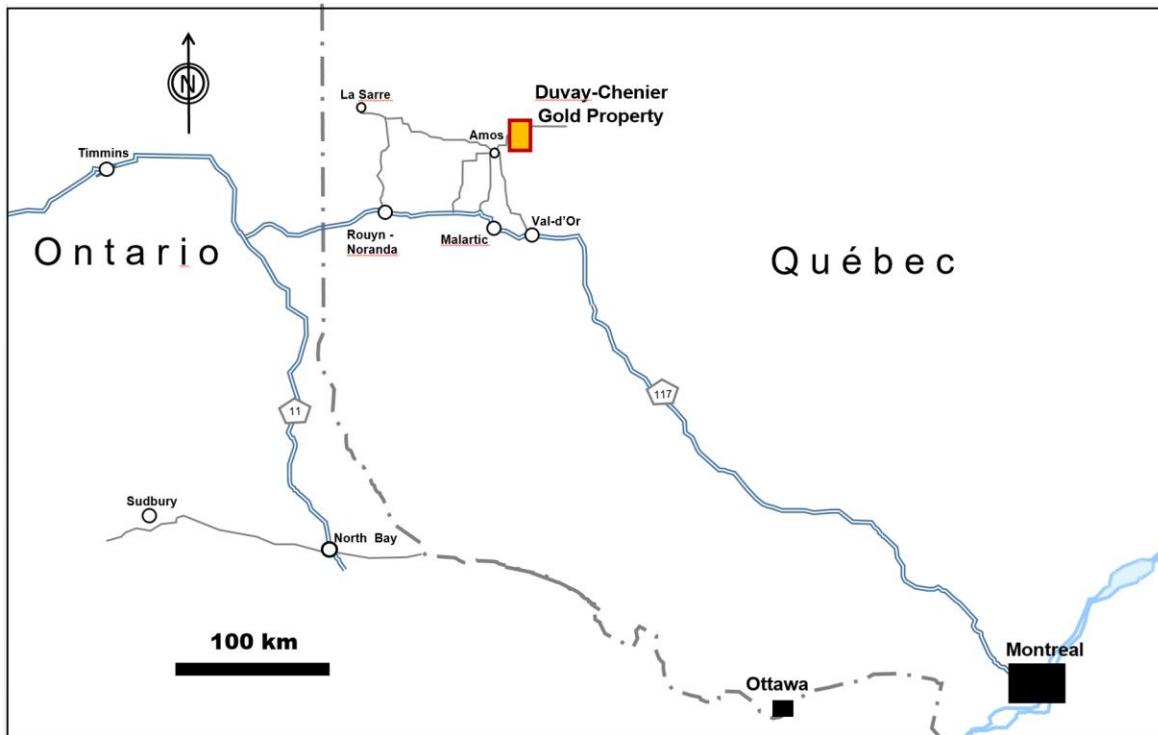 N
La Sarre
Duvay-Chenier
Gold Property
Amos
Timmins
Val-d'Or
Rouyn -
Noranda
Malartic
Ontario
Québec
117
11
Sudbury
North Bay
100 km
Montreal
Ottawa